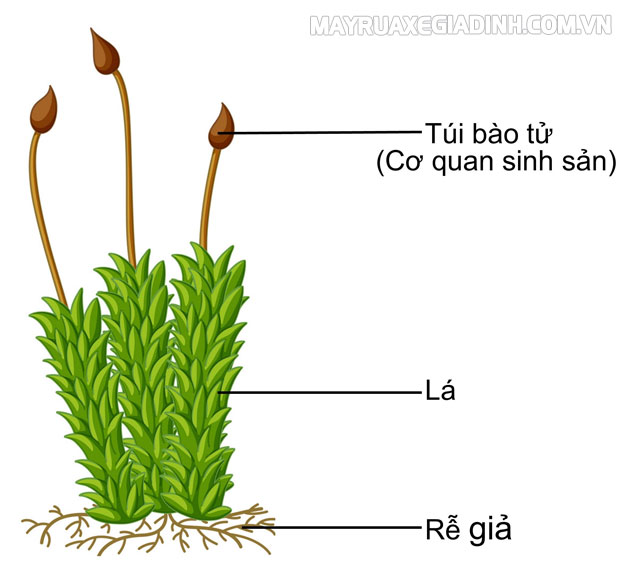 MAYRUAXEGIADINH.COM.VN
Túi bào tử
(Cơ quan sinh sản)
Lá
Rễ giả